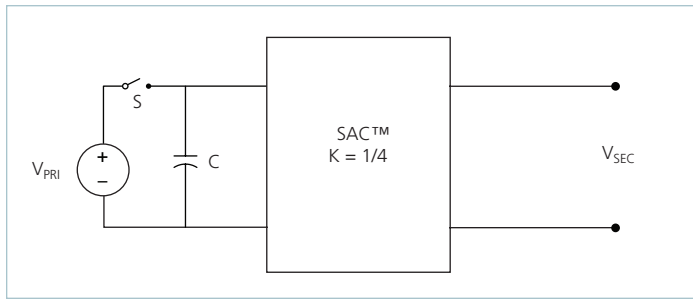 S
SAC™
K = 1/4
V_PRI
+
–
C
V_SEC